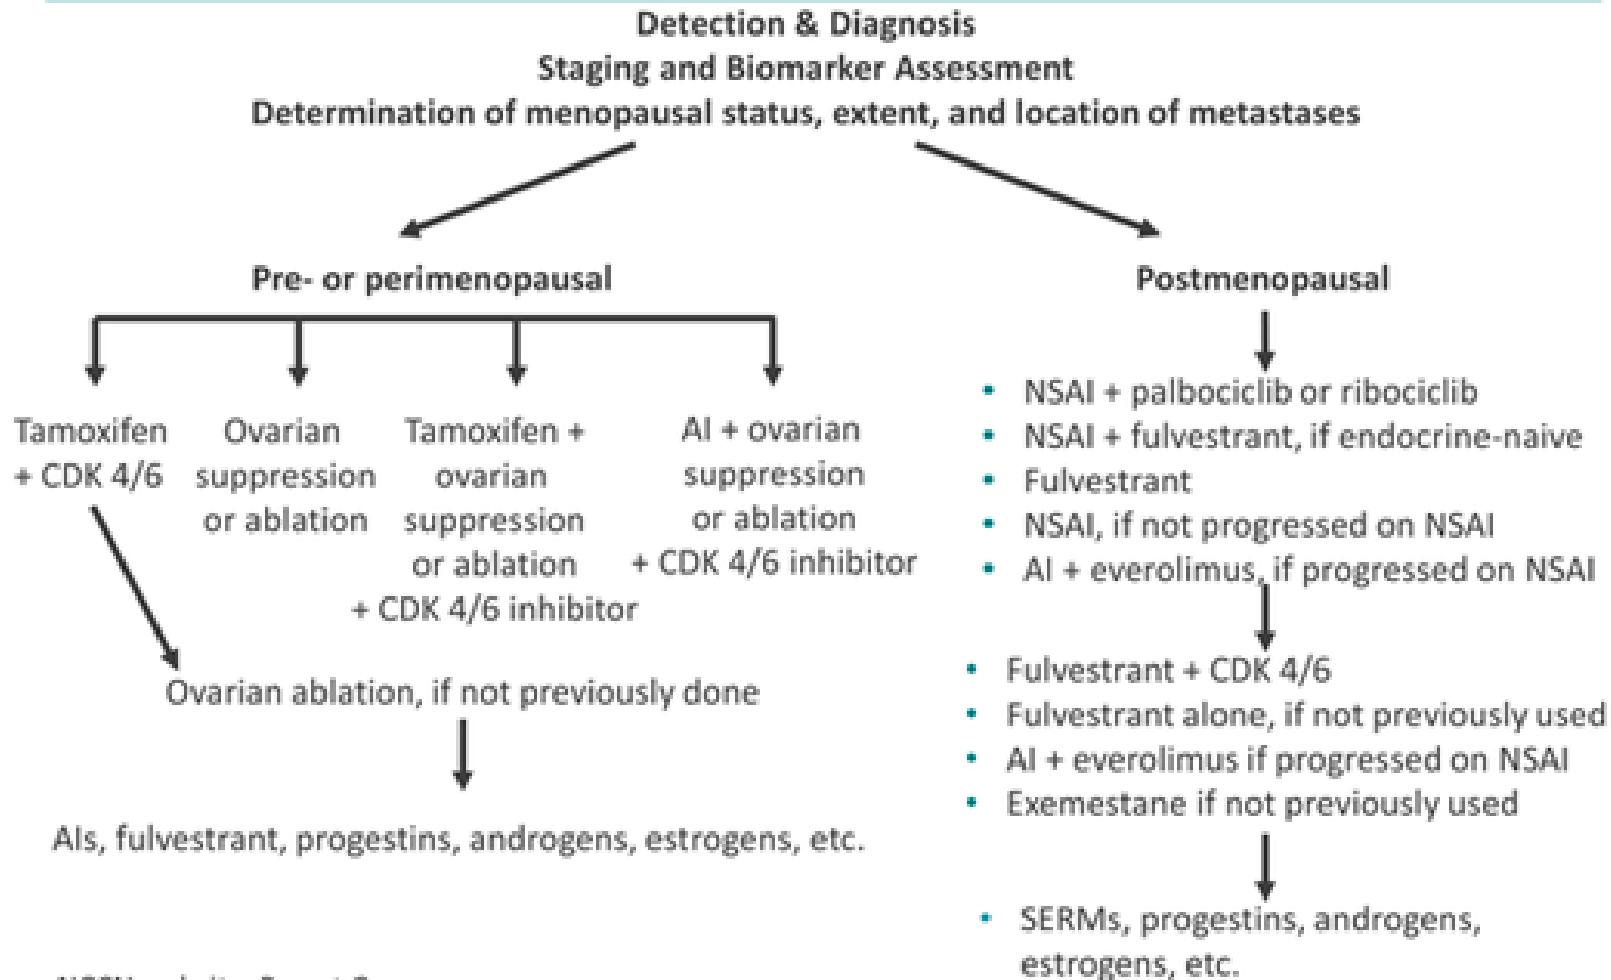 Detection & Diagnosis
Staging and Biomarker Assessment
Determination of menopausal status, extent, and location of metastases
Pre- or perimenopausal
Tamoxifen
+ CDK 4/6
Ovarian
suppression
or ablation
Tamoxifen +
ovarian
suppression
or ablation
+ CDK 4/6 inhibitor
AI + ovarian
suppression
or ablation
+ CDK 4/6 inhibitor
Ovarian ablation, if not previously done
AIs, fulvestrant, progestins, androgens, estrogens, etc.
Postmenopausal
• NSAI + palbociclib or ribociclib
• NSAI + fulvestrant, if endocrine-naive
• Fulvestrant
• NSAI, if not progressed on NSAI
• AI + everolimus, if progressed on NSAI
• Fulvestrant + CDK 4/6
• Fulvestrant alone, if not previously used
• AI + everolimus if progressed on NSAI
• Exemestane if not previously used
• SERMs, progestins, androgens,
estrogens, etc.